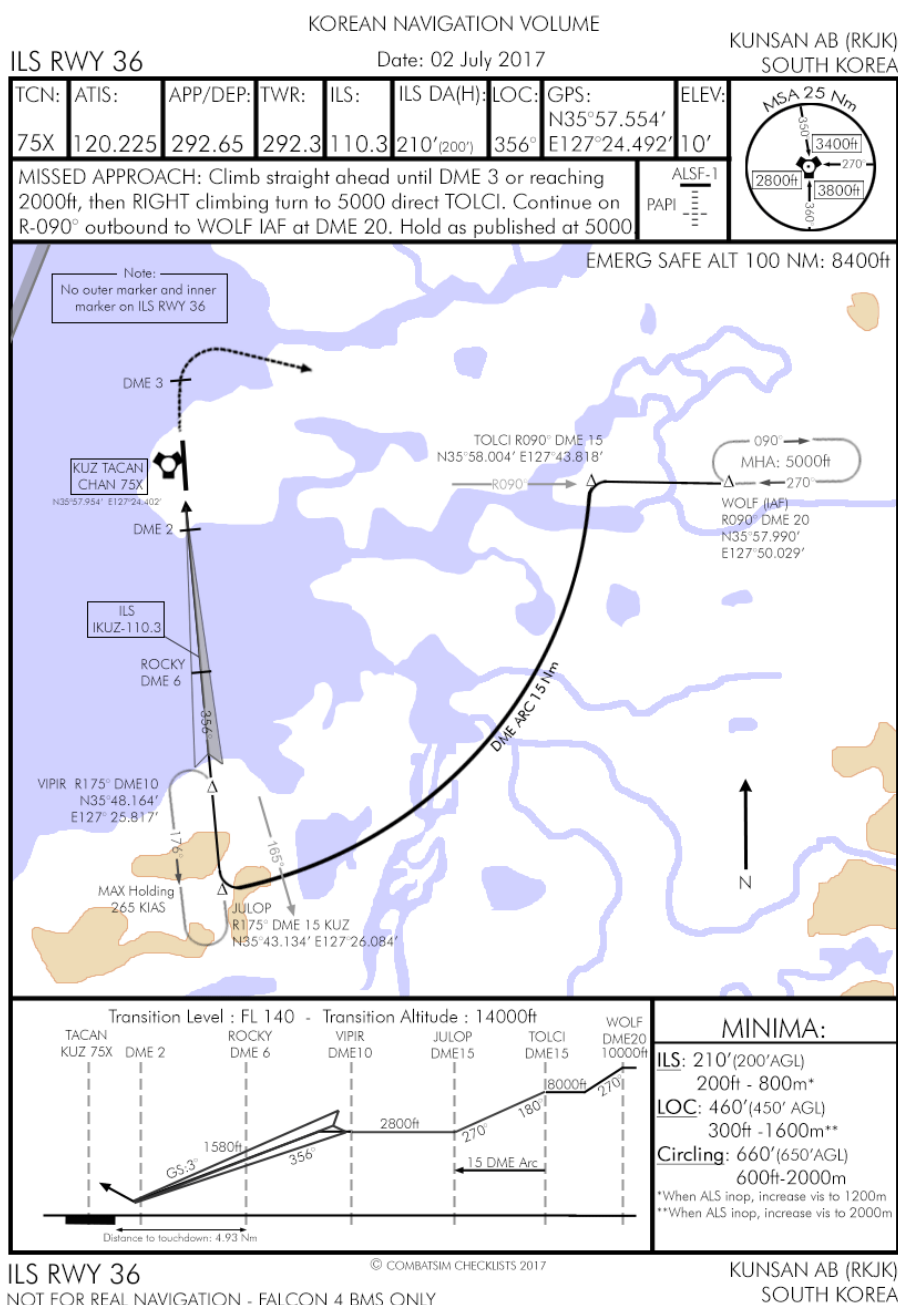 KOREAN NAVIGATION VOLUME
ILS RWY 36
Date: 02 July 2017
KUNSAN AB (RKJK)
SOUTH KOREA
TCN: ATIS: APP/DEP: TWR: ILS: ILS DA(H): LOC: GPS: ELEV:
N35°57.554'
75X 120.225 292.65 292.3 110.3 210'(200') 356° E127°24.492' 10'
MSA 25 Nm
350°
3400ft
270°
2800ft
3800ft
360°
MISSED APPROACH: Climb straight ahead until DME 3 or reaching
2000ft, then RIGHT climbing turn to 5000 direct TOLCI. Continue on
R-090° outbound to WOLF IAF at DME 20. Hold as published at 5000
ALSF-1
PAPI
EMERG SAFE ALT 100 NM: 8400ft
Note:
No outer marker and inner
marker on ILS RWY 36
DME 3
TOLCI R090° DME 15
N35°58.004' E127°43.818'
R090°
090°
MHA: 5000ft
270°
WOLF (IAF)
R090° DME 20
N35°57.990'
E127°50.029'
KUZ TACAN
CHAN 75X
N35°57.954' E127°24.402'
DME 2
ILS
IKUZ-110.3
ROCKY
DME 6
356°
DME ARC 15 Nm
VIPIR R175° DME10
N35°48.164'
E127° 25.817'
176°
165°
MAX Holding
265 KIAS
JULOP
R175° DME 15 KUZ
N35°43.134' E127°26.084'
N
Transition Level : FL 140 - Transition Altitude : 14000ft
TACAN
KUZ 75X
DME 2
ROCKY
DME 6
VIPIR
DME10
JULOP
DME15
TOLCI
DME15
WOLF
DME20
10000ft
8000ft
270°
180°
2800ft
270°
1580ft
GS:3°
356°
15 DME Arc
Distance to touchdown: 4.93 Nm
MINIMA:
ILS: 210'(200'AGL)
200ft - 800m*
LOC: 460'(450' AGL)
300ft -1600m**
Circling: 660'(650'AGL)
600ft-2000m
*When ALS inop, increase vis to 1200m
**When ALS inop, increase vis to 2000m
© COMBATSIM CHECKLISTS 2017
ILS RWY 36
NOT FOR REAL NAVIGATION - FALCON 4 BMS ONLY
KUNSAN AB (RKJK)
SOUTH KOREA